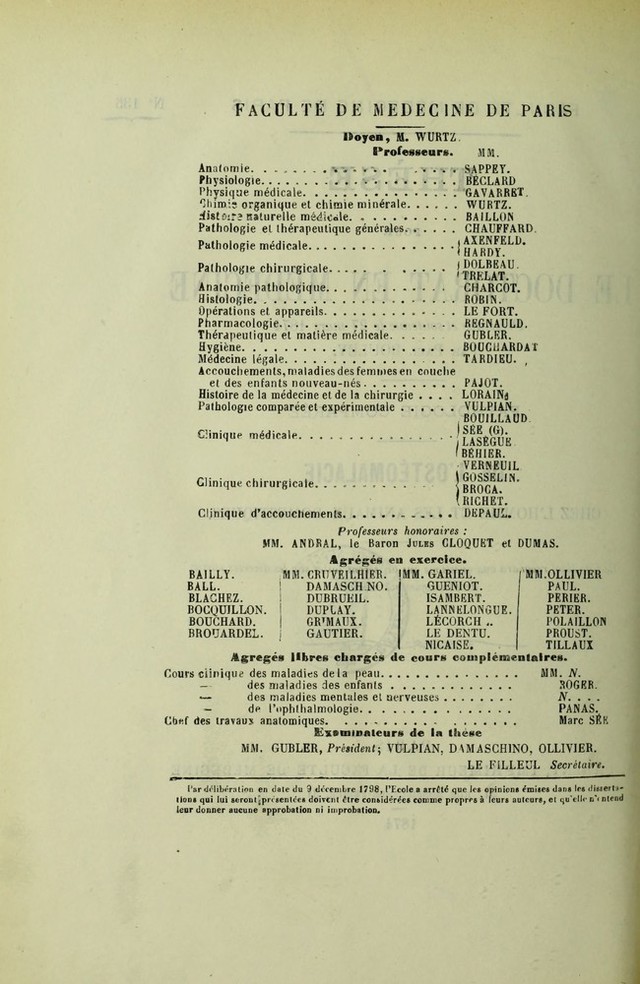 FACULTÉ DE MEDECINE DE PARIS
Doyen, M. WURTZ.
Professeurs. MM.
Anatomie. . . . . . . . . . . . . . . . . . SAPPEY.
Physiologie. . . . . . . . . . . . . . . . . BÉCLARD
Physique médicale. . . . . . . . . . . . . . GAVARRET
Chimie organique et chimie minérale. . . . . . WURTZ.
Histoire naturelle médicale. . . . . . . . . . BAILLON
Pathologie et thérapeutique générales. . . . . . CHAUFFARD
Pathologie médicale. . . . . . . . . . . . . . AXENFELD.
HARDY.
Pathologie chirurgicale. . . . . . . . . . . . DOLBEAU.
TRELAT.
Anatomie pathologique. . . . . . . . . . . . . CHARCOT.
Histologie. . . . . . . . . . . . . . . . . . ROBIN.
Opérations et appareils. . . . . . . . . . . . LE FORT.
Pharmacologie. . . . . . . . . . . . . . . . . REGNAULD.
Thérapeutique et matière médicale. . . . . GUBLER.
Hygiène. . . . . . . . . . . . . . . . . . . BOUCHARDAT
Médecine légale. . . . . . . . . . . . . . . . TARDIEU.
Accouchements, maladies des femmes en couche
et des enfants nouveau-nés . . . . . . . . . . PAJOT.
Histoire de la médecine et de la chirurgie . . . . LORAIN
Pathologie comparée et expérimentale . . . . . . VULPIAN.
BOUILLAUD
Clinique médicale. . . . . . . . . . . . . . . SÉE (G).
LASÈGUE
BÉHIER.
VERNEUIL
Clinique chirurgicale. . . . . . . . . . . . . GOSSELIN.
BROCA.
RICHET.
Clinique d'accouchements. . . . . . . . . . . . DEPAUL.
Professeurs honoraires :
MM. ANDRAL, le Baron JULES CLOQUET et DUMAS.
Agrégés en exercice.
BAILLY. MM. CRUVEILHIER. MM. GARIEL. MM. OLLIVIER
BALL. DAMASCHINO. GUENIOT. PAUL.
BLACHEZ. DUBRUEIL. ISAMBERT. PERIER.
BOCQUILLON. DUPLAY. LANNELONGUE. PETER.
BOUCHARD. GRIMAUX. LÉCORCH .. POLAILLON
BROUARDEL. GAUTIER. LE DENTU. PROUST.
NICAISE. TILLAUX
Agregés libres chargés de cours complémentaires.
Cours clinique des maladies de la peau. . . . . . . . . . . . . . . MM. N.
— des maladies des enfants . . . . . . . . . . . . . ROGER.
— des maladies mentales et nerveuses . . . . . . . . N. . . .
— de l'ophthalmologie. . . . . . . . . . . . . . . PANAS.
Chef des travaux anatomiques. . . . . . . . . . . . . . . . . . Marc SÉE
Examinateurs de la thèse
MM. GUBLER, Président; VULPIAN, DAMASCHINO, OLLIVIER.
LE FILLEUL Secrétaire.
Par délibération en date du 9 décembre 1798, l'Ecole a arrêté que les opinions émises dans les disserta-
tions qui lui seront présentées doivent être considérées comme propres à leurs auteurs, et qu'elle n'entend
leur donner aucune approbation ni improbation.